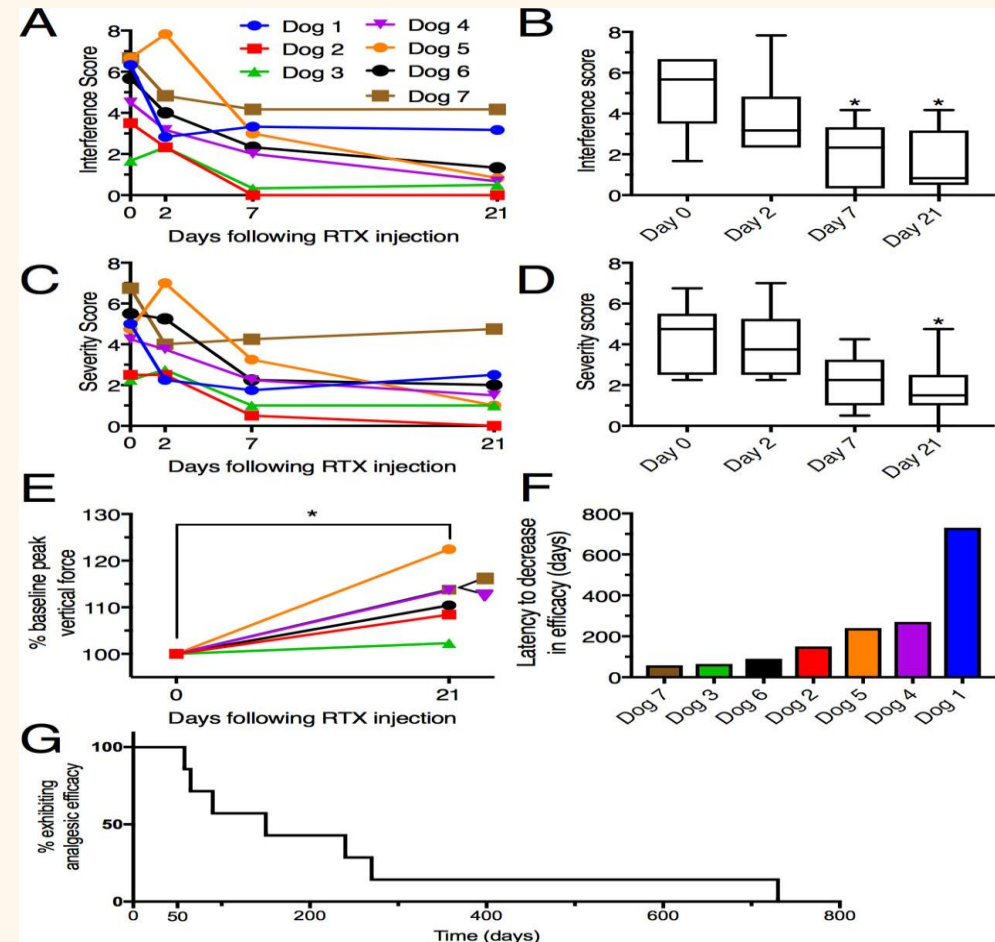 A
Interference Score
8
6
4
2
0
0 2 7 21
Days following RTX injection
Dog 1
Dog 2
Dog 3
Dog 4
Dog 5
Dog 6
Dog 7
B
Interference score
8
6
4
2
0
* *
Day 0 Day 2 Day 7 Day 21
C
Severity Score
8
6
4
2
0
0 2 7 21
Days following RTX injection
D
Severity score
8
6
4
2
0
*
Day 0 Day 2 Day 7 Day 21
E
% baseline peak
vertical force
130
120
110
100
*
0 21
Days following RTX injection
F
Latency to decrease
in efficacy (days)
800
600
400
200
0
Dog 7 Dog 3 Dog 6 Dog 2 Dog 5 Dog 4 Dog 1
G
% exhibiting
analgesic efficacy
100
50
0
0 50 200 400 600 800
Time (days)